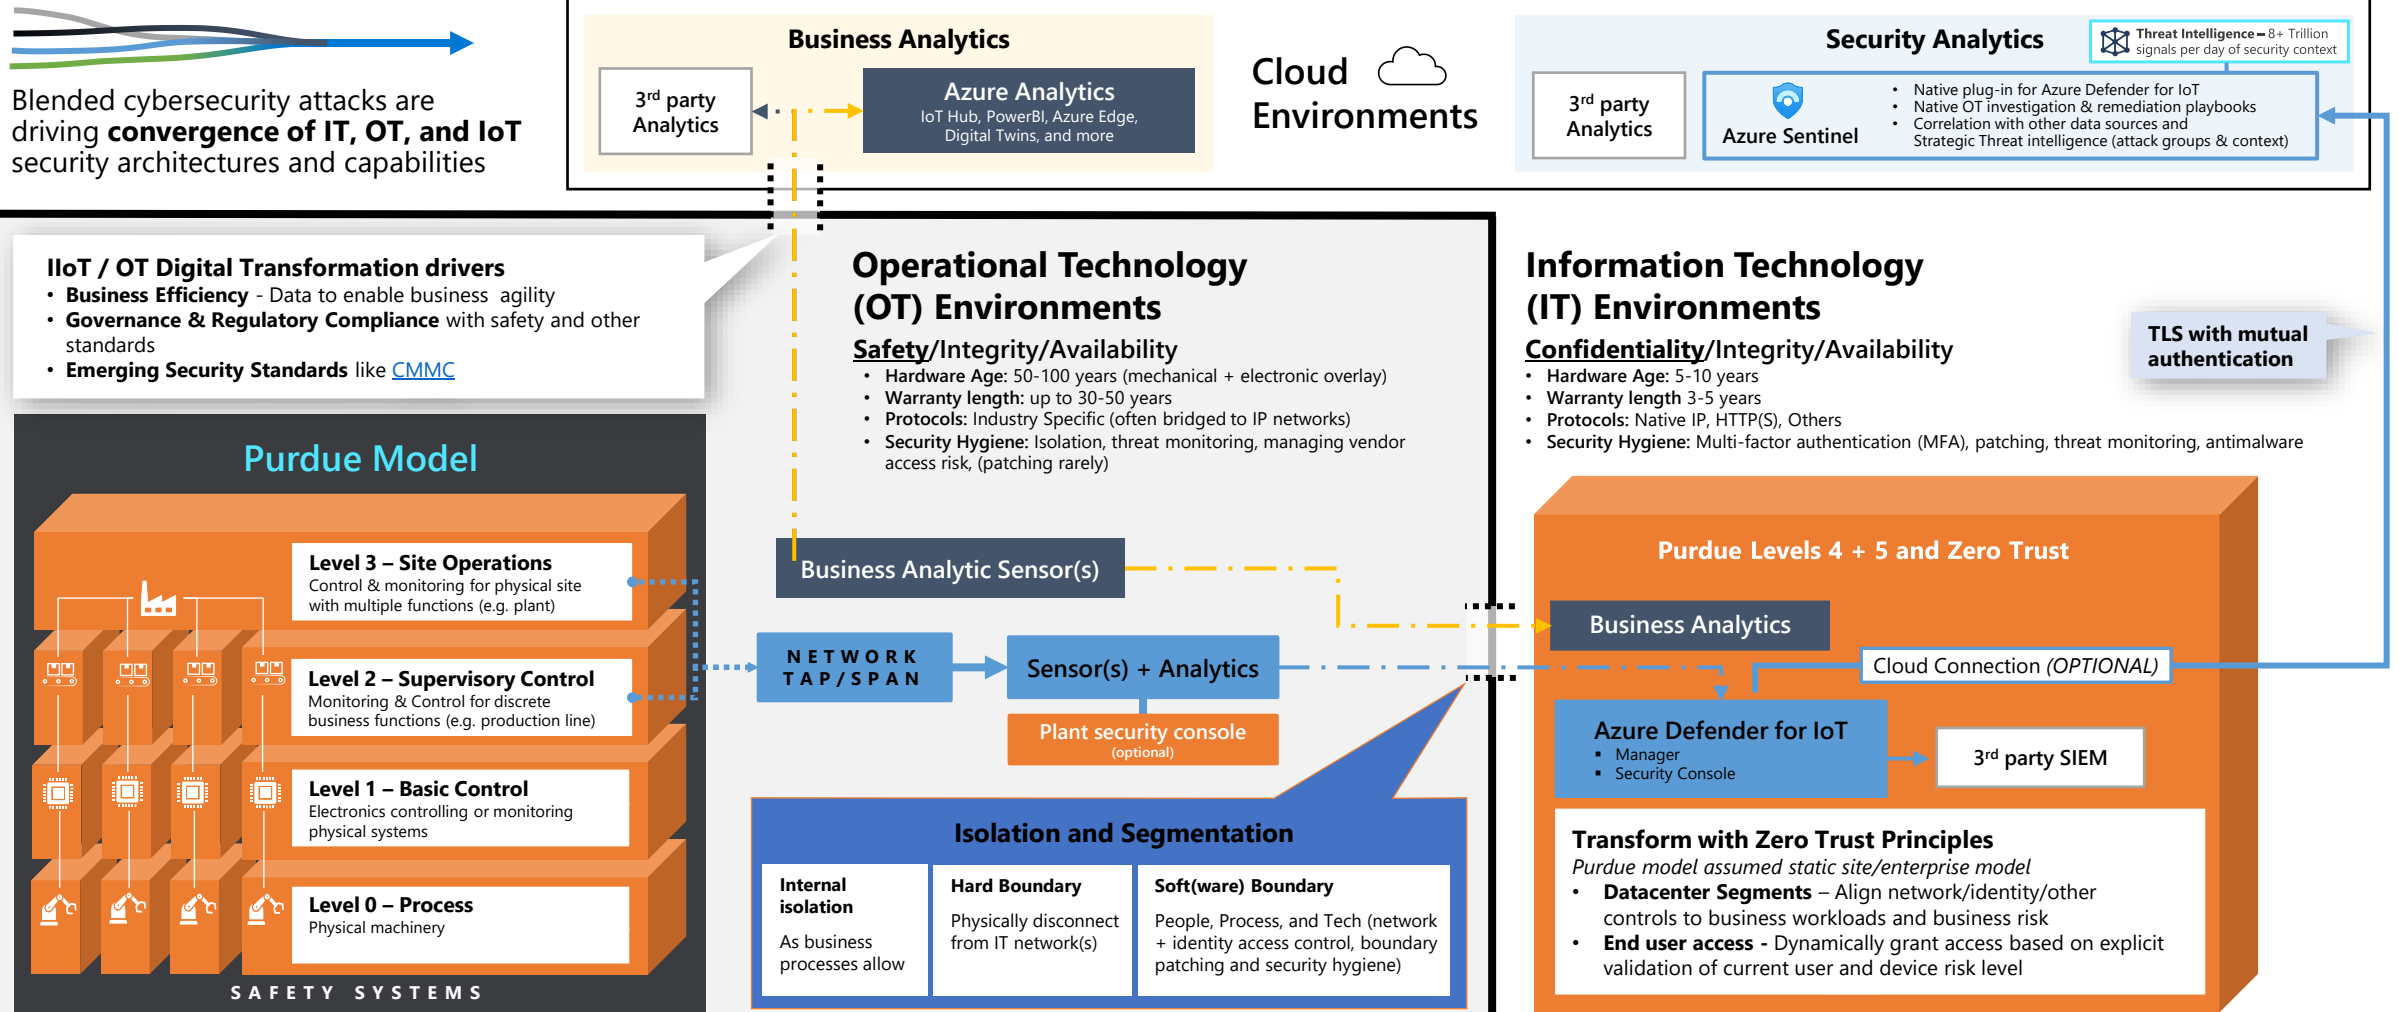 Blended cybersecurity attacks are
driving convergence of IT, OT, and IoT
security architectures and capabilities
Business Analytics
3rd party
Analytics
Azure Analytics
IoT Hub, PowerBI, Azure Edge,
Digital Twins, and more
Cloud
Environments
Security Analytics
Threat Intelligence – 8+ Trillion
signals per day of security context
3rd party
Analytics
Azure Sentinel
• Native plug-in for Azure Defender for IoT
• Native OT investigation & remediation playbooks
• Correlation with other data sources and
Strategic Threat intelligence (attack groups & context)
IIoT / OT Digital Transformation drivers
• Business Efficiency - Data to enable business agility
• Governance & Regulatory Compliance with safety and other
standards
• Emerging Security Standards like CMMC
Operational Technology
(OT) Environments
Safety/Integrity/Availability
• Hardware Age: 50-100 years (mechanical + electronic overlay)
• Warranty length: up to 30-50 years
• Protocols: Industry Specific (often bridged to IP networks)
• Security Hygiene: Isolation, threat monitoring, managing vendor
access risk, (patching rarely)
Information Technology
(IT) Environments
Confidentiality/Integrity/Availability
• Hardware Age: 5-10 years
• Warranty length 3-5 years
• Protocols: Native IP, HTTP(S), Others
• Security Hygiene: Multi-factor authentication (MFA), patching, threat monitoring, antimalware
TLS with mutual
authentication
Purdue Model
Level 3 – Site Operations
Control & monitoring for physical site
with multiple functions (e.g. plant)
Level 2 – Supervisory Control
Monitoring & Control for discrete
business functions (e.g. production line)
Level 1 – Basic Control
Electronics controlling or monitoring
physical systems
Level 0 – Process
Physical machinery
SAFETY SYSTEMS
Business Analytic Sensor(s)
NETWORK
TAP/SPAN
Sensor(s) + Analytics
Plant security console
(optional)
Isolation and Segmentation
Internal
isolation
As business
processes allow
Hard Boundary
Physically disconnect
from IT network(s)
Soft(ware) Boundary
People, Process, and Tech (network
+ identity access control, boundary
patching and security hygiene)
Purdue Levels 4 + 5 and Zero Trust
Business Analytics
Cloud Connection (OPTIONAL)
Azure Defender for IoT
▪ Manager
▪ Security Console
3rd party SIEM
Transform with Zero Trust Principles
Purdue model assumed static site/enterprise model
• Datacenter Segments – Align network/identity/other
controls to business workloads and business risk
• End user access - Dynamically grant access based on explicit
validation of current user and device risk level